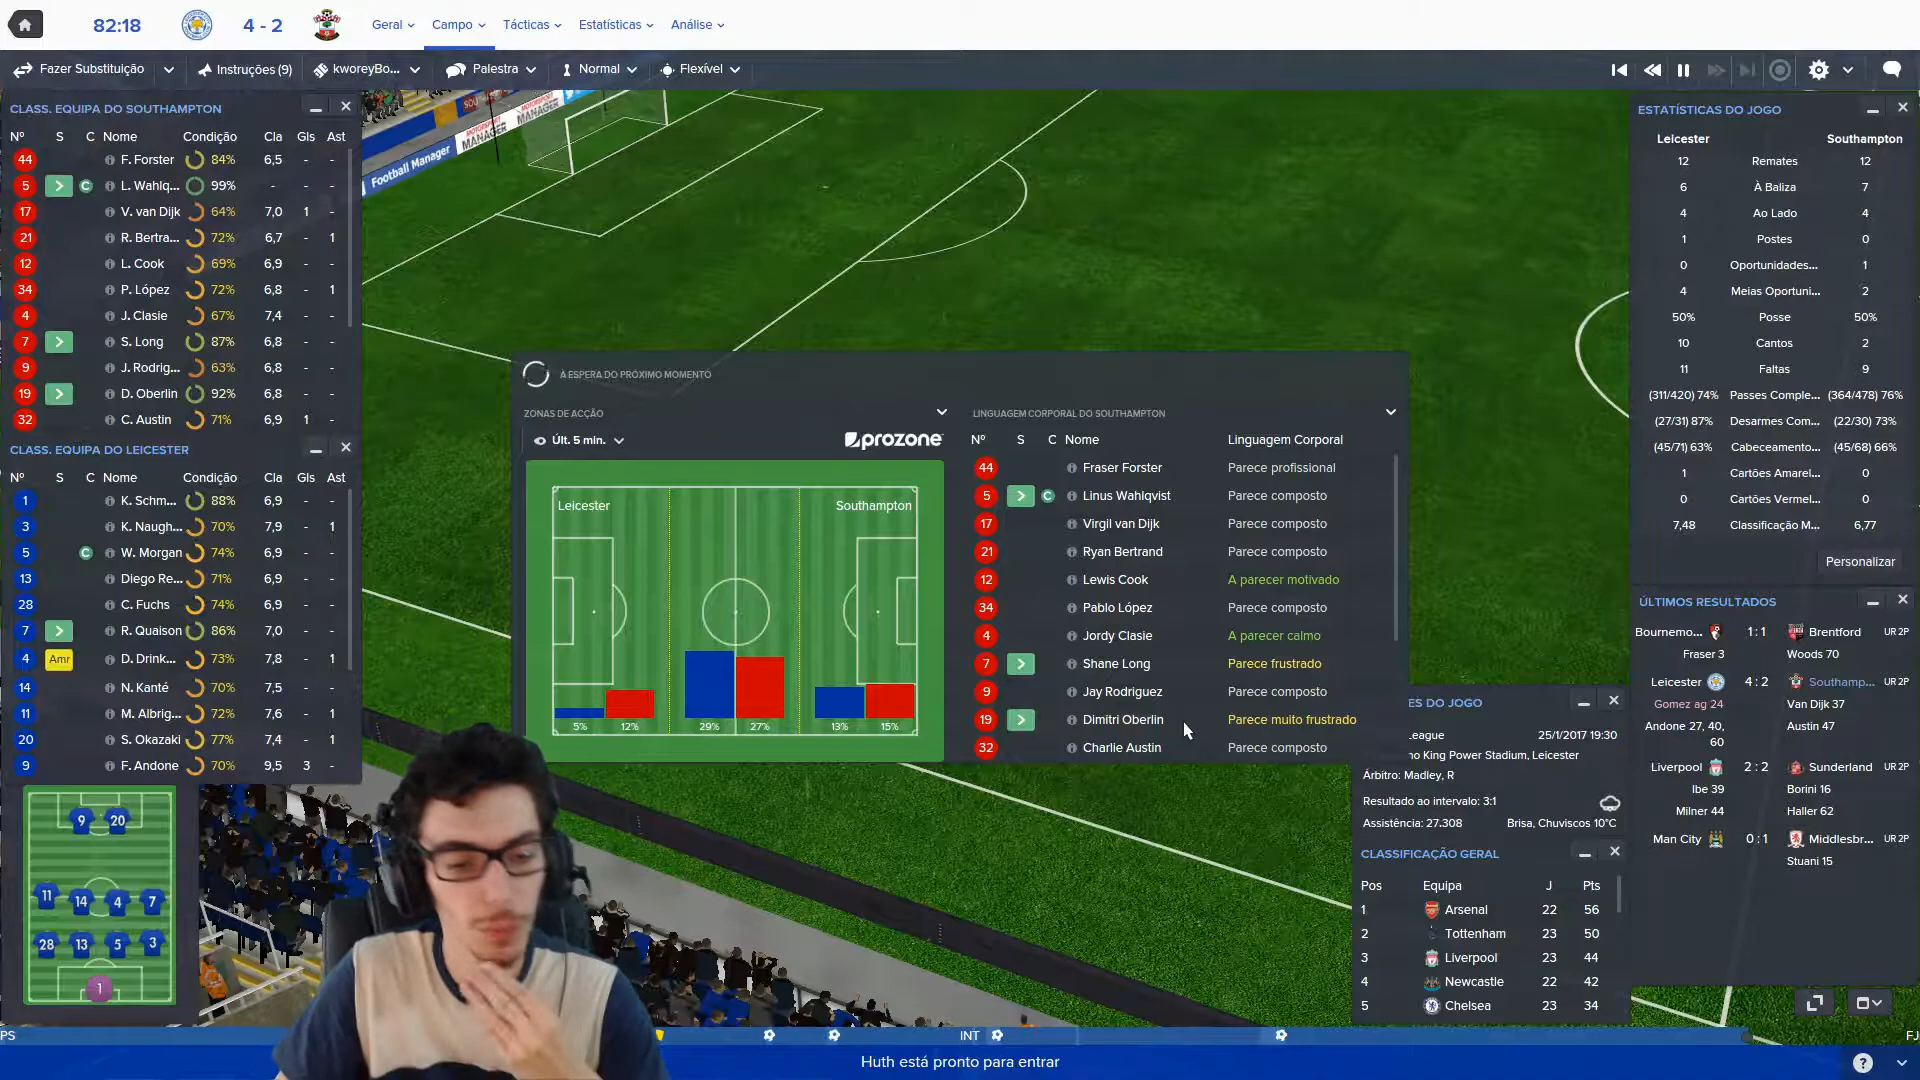 82:18 4 - 2 Geral Campo Tácticas Estatísticas Análise
Fazer Substituição Instruções (9) kworeyBo... Palestra Normal Flexível
CLASS. EQUIPA DO SOUTHAMPTON
Nº S C Nome Condição Cla Gls Ast
44 F. Forster 84% 6,5 - -
5 C L. Wahlq... 99% - - -
17 V. van Dijk 64% 7,0 1 -
21 R. Bertra... 72% 6,7 - 1
12 L. Cook 69% 6,9 - -
34 P. López 72% 6,8 - 1
4 J. Clasie 67% 7,4 - -
7 S. Long 87% 6,8 - -
9 J. Rodrig... 63% 6,8 - -
19 D. Oberlin 92% 6,8 - -
32 C. Austin 71% 6,9 1 -
CLASS. EQUIPA DO LEICESTER
Nº S C Nome Condição Cla Gls Ast
1 K. Schm... 88% 6,9 - -
3 K. Naugh... 70% 7,9 - 1
5 C W. Morgan 74% 6,9 - -
13 Diego Re... 71% 6,9 - -
28 C. Fuchs 74% 6,9 - -
7 R. Quaison 86% 7,0 - -
4 Amr D. Drink... 73% 7,8 - 1
14 N. Kanté 70% 7,5 - -
11 M. Albrig... 72% 7,6 - 1
20 S. Okazaki 77% 7,4 - 1
9 F. Andone 70% 9,5 3 -
9 20
11 14 4 7
28 13 5 3
1
MOTORSPORT MANAGER
MOTORSPORT MANAGER
Football Manager
À ESPERA DO PRÓXIMO MOMENTO
ZONAS DE ACÇÃO
Últ. 5 min. prozone
Leicester Southampton
5% 12% 29% 27% 13% 15%
LINGUAGEM CORPORAL DO SOUTHAMPTON
Nº S C Nome Linguagem Corporal
44 Fraser Forster Parece profissional
5 C Linus Wahlqvist Parece composto
17 Virgil van Dijk Parece composto
21 Ryan Bertrand Parece composto
12 Lewis Cook A parecer motivado
34 Pablo López Parece composto
4 Jordy Clasie A parecer calmo
7 Shane Long Parece frustrado
9 Jay Rodriguez Parece composto
19 Dimitri Oberlin Parece muito frustrado
32 Charlie Austin Parece composto
ESTATÍSTICAS DO JOGO
Leicester Southampton
12 Remates 12
6 À Baliza 7
4 Ao Lado 4
1 Postes 0
0 Oportunidades... 1
4 Meias Oportuni... 2
50% Posse 50%
10 Cantos 2
11 Faltas 9
(311/420) 74% Passes Comple... (364/478) 76%
(27/31) 87% Desarmes Com... (22/30) 73%
(45/71) 63% Cabeceamento... (45/68) 66%
1 Cartões Amarel... 0
0 Cartões Vermel... 0
7,48 Classificação M... 6,77
Personalizar
ÚLTIMOS RESULTADOS
Bournemo... 1:1 Brentford UR 2P
Fraser 3 Woods 70
Leicester 4:2 Southamp... UR 2P
Gomez ag 24 Van Dijk 37
Andone 27, 40, Austin 47
60
Liverpool 2:2 Sunderland UR 2P
Ibe 39 Borini 16
Milner 44 Haller 62
Man City 0:1 Middlesbr... UR 2P
Stuani 15
ES DO JOGO
eague 25/1/2017 19:30
o King Power Stadium, Leicester
Árbitro: Madley, R
Resultado ao intervalo: 3:1
Assistência: 27.308 Brisa, Chuviscos 10°C
CLASSIFICAÇÃO GERAL
Pos Equipa J Pts
1 Arsenal 22 56
2 Tottenham 23 50
3 Liverpool 23 44
4 Newcastle 22 42
5 Chelsea 23 34
PS INT FJ
Huth está pronto para entrar ?